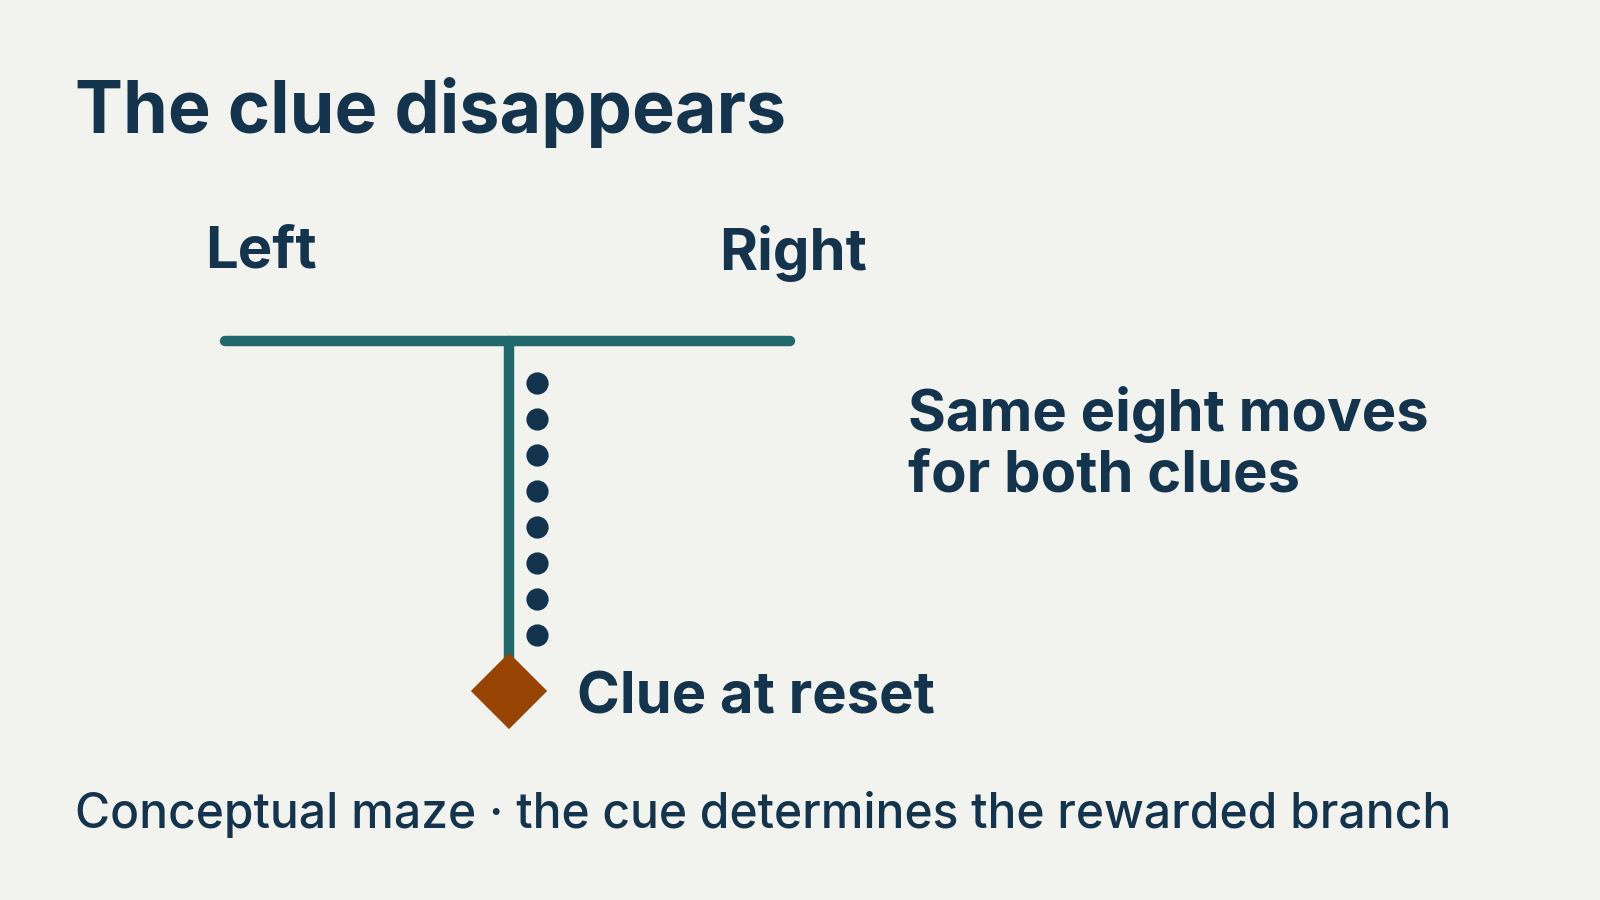 The clue disappears
Left
Right
Same eight moves
for both clues
Clue at reset
Conceptual maze · the cue determines the rewarded branch